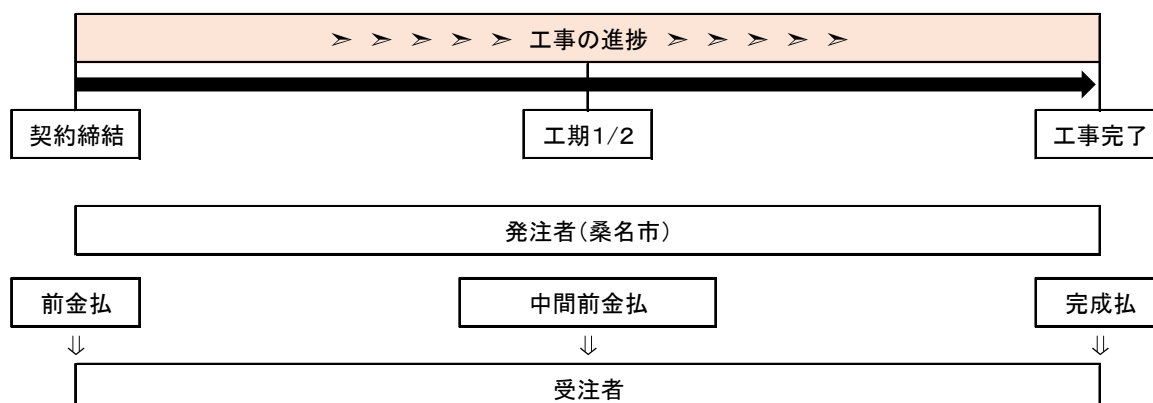 ➢ ➢ ➢ ➢ ➢ 工事の進捗 ➢ ➢ ➢ ➢ ➢
契約締結 工期1/2 工事完了
発注者(桑名市)
前金払 中間前金払 完成払
⇓ ⇓ ⇓
受注者